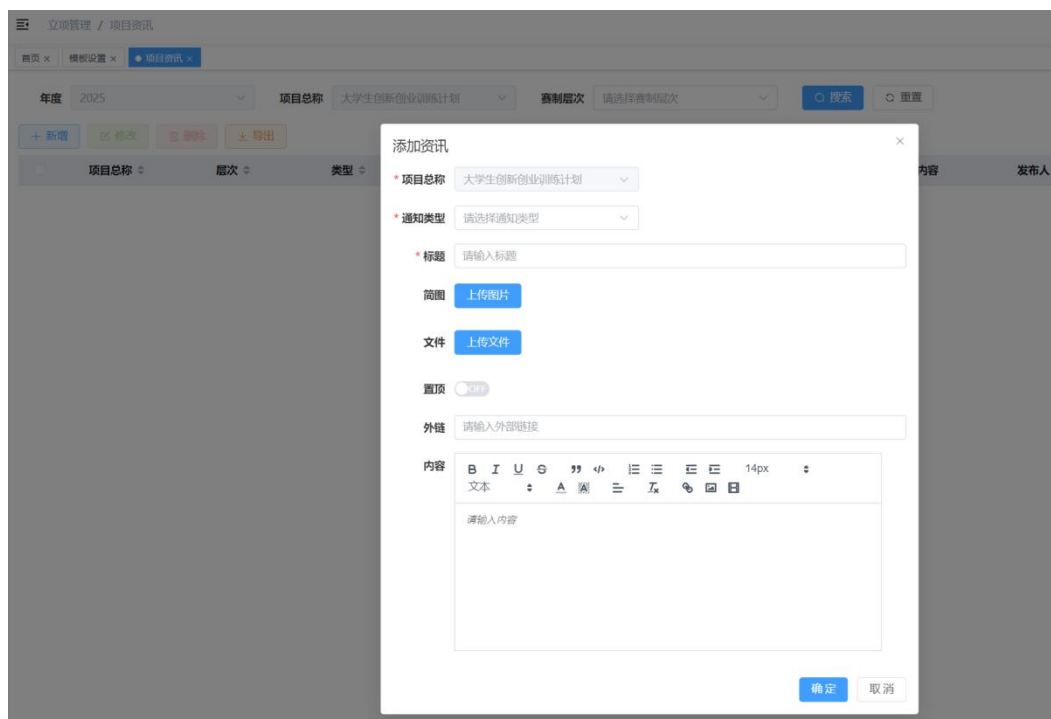 立项管理 / 项目资讯
首页 × 模板设置 × 项目资讯 ×
年度 2025 项目总称 大学生创新创业训练计划 赛制层次 请选择赛制层次 搜索 重置
+ 新增 修改 删除 导出
项目总称 层次 类型 内容 发布人
添加资讯 ×
* 项目总称 大学生创新创业训练计划
* 通知类型 请选择通知类型
* 标题 请输入标题
简图 上传图片
文件 上传文件
置顶 OFF
外链 请输入外部链接
内容 B I U S 14px
文本 A A
请输入内容
确定 取消